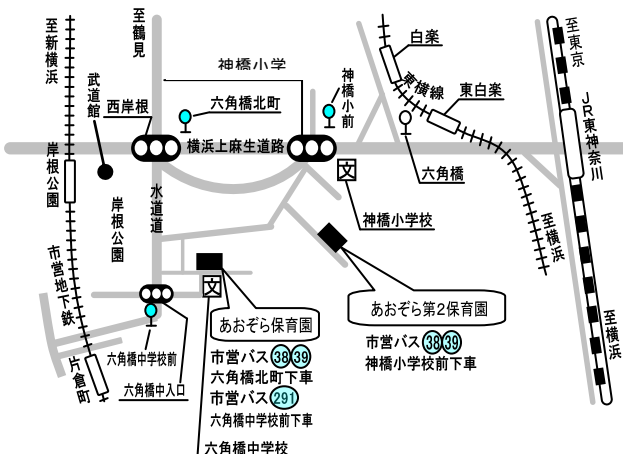 至新横浜
至鶴見
神橋小学
白楽
至東京
武道館
西岸根
六角橋北町
神橋小前
東横線
東白楽
JR東神奈川
岸根公園
横浜上麻生道路
六角橋
文
神橋小学校
岸根公園
水道道
至横浜
市営地下鉄
文
あおぞら保育園
あおぞら第2保育園
至横浜
市営バス 38 39
神橋小学校前下車
六角橋中学校前
片倉町
六角橋中入口
市営バス 38 39
六角橋北町下車
市営バス 291
六角橋中学校前下車
六角橋中学校